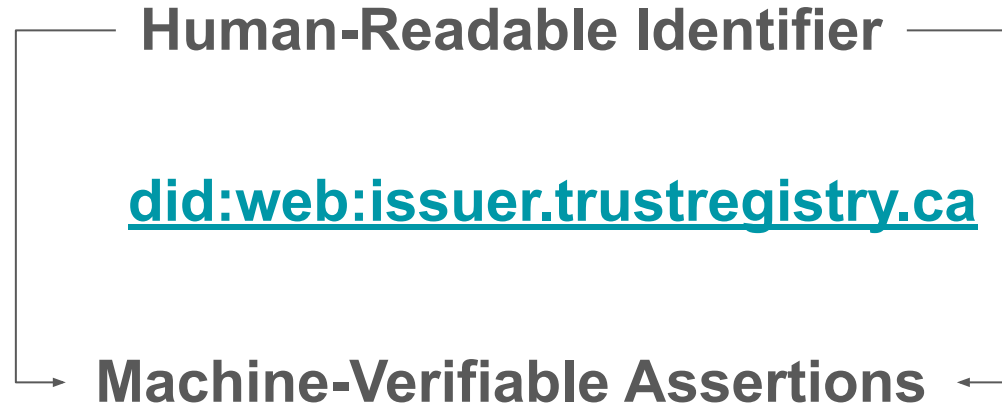 Human-Readable Identifier
did:web:issuer.trustregistry.ca
Machine-Verifiable Assertions